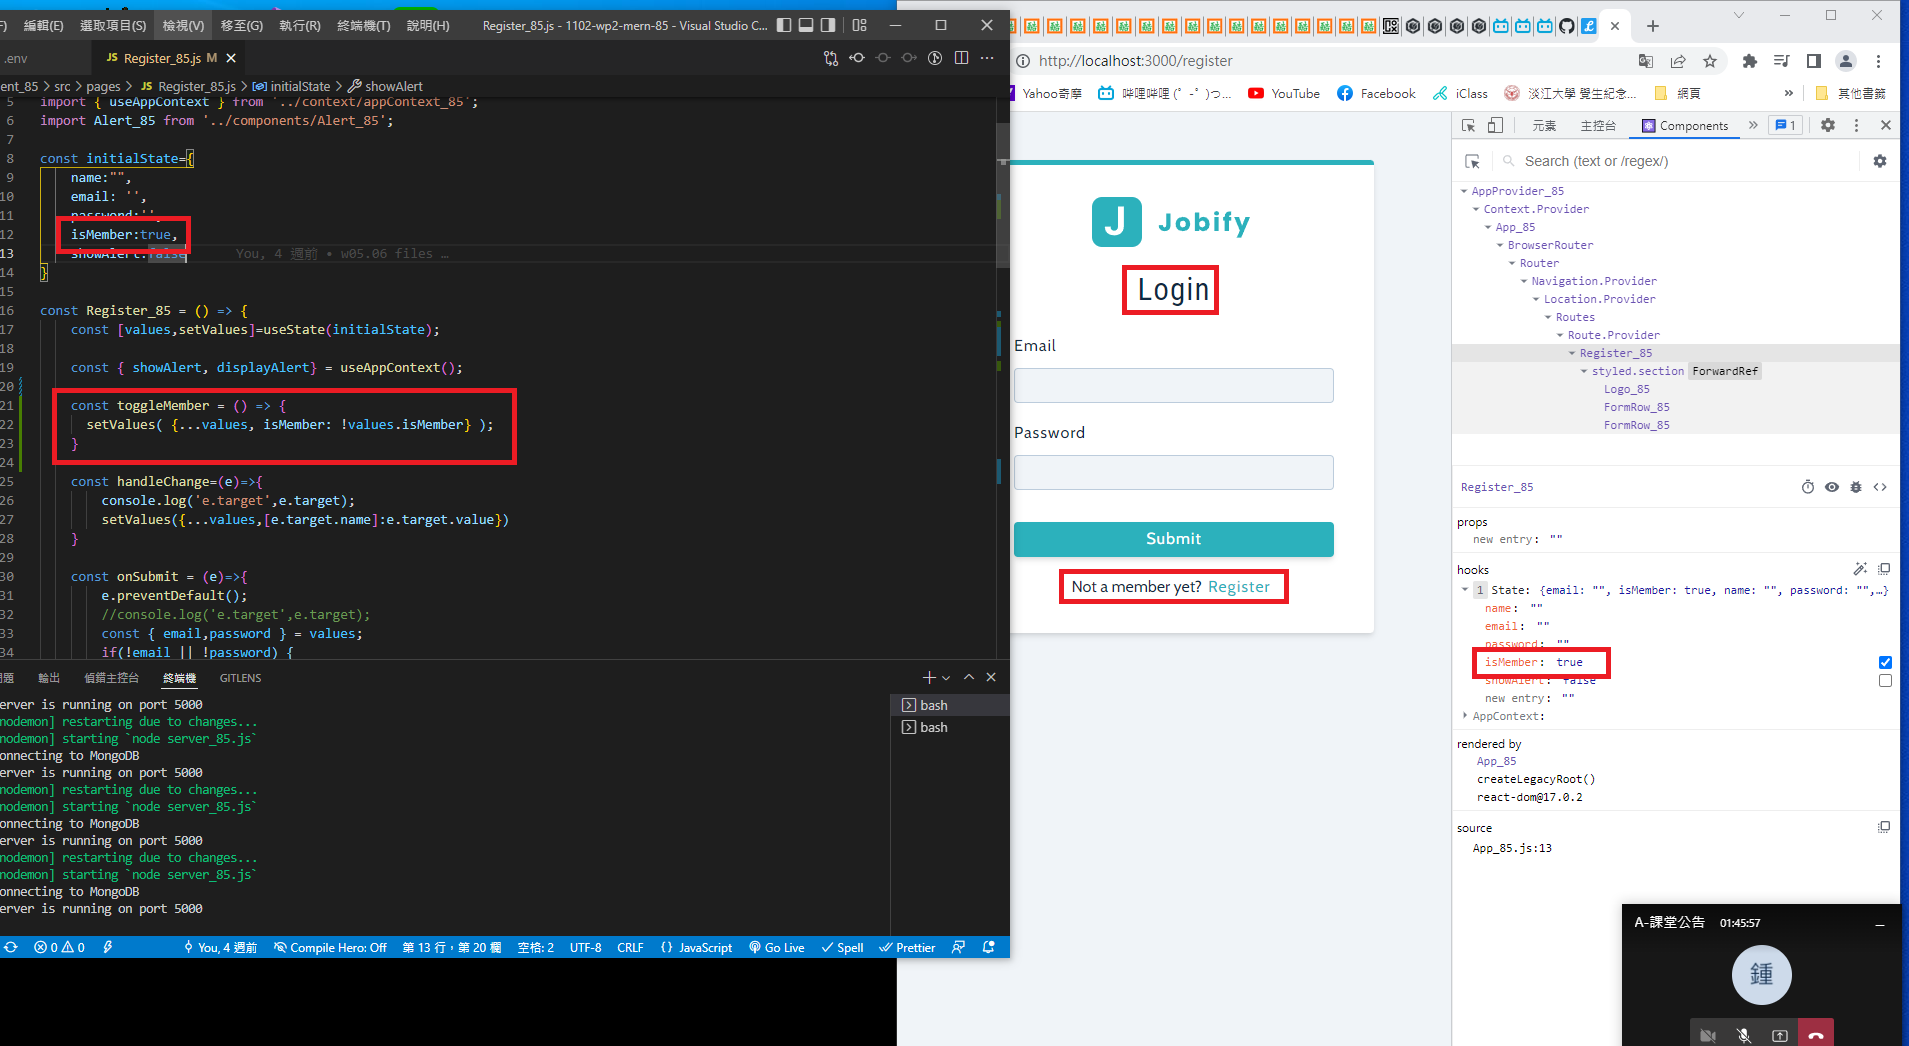 編輯(E) 選取項目(S) 檢視(V) 移至(G) 執行(R) 終端機(T) 說明(H) Register_85.js - 1102-wp2-mern-85 - Visual Studio C...
.env JS Register_85.js M
ent_85 > src > pages > JS Register_85.js > initialState > showAlert
5 import { useAppContext } from '../context/appContext_85';
6 import Alert_85 from '../components/Alert_85';
7
8 const initialState={
9 name:"",
10 email: '',
11 password:'',
12 isMember:true,
13 showAlert:false You, 4 週前 • w05.06 files …
14 }
15
16 const Register_85 = () => {
17 const [values,setValues]=useState(initialState);
18
19 const { showAlert, displayAlert} = useAppContext();
20
21 const toggleMember = () => {
22 setValues( {...values, isMember: !values.isMember} );
23 }
24
25 const handleChange=(e)=>{
26 console.log('e.target',e.target);
27 setValues({...values,[e.target.name]:e.target.value})
28 }
29
30 const onSubmit = (e)=>{
31 e.preventDefault();
32 //console.log('e.target',e.target);
33 const { email,password } = values;
34 if(!email || !password) {
問題 輸出 偵錯主控台 終端機 GITLENS
erver is running on port 5000
nodemon] restarting due to changes...
nodemon] starting `node server_85.js`
onnecting to MongoDB
erver is running on port 5000
nodemon] restarting due to changes...
nodemon] starting `node server_85.js`
onnecting to MongoDB
erver is running on port 5000
nodemon] restarting due to changes...
nodemon] starting `node server_85.js`
onnecting to MongoDB
erver is running on port 5000
bash
bash
0 0 You, 4 週前 Compile Hero: Off 第 13 行，第 20 欄 空格: 2 UTF-8 CRLF {} JavaScript Go Live Spell Prettier
http://localhost:3000/register
Yahoo奇摩 嗶哩嗶哩 (゜-゜)つ... YouTube Facebook iClass 淡江大學 覺生紀念... 網頁 » 其他書籤
J Jobify
Login
Email
Password
Submit
Not a member yet? Register
元素 主控台 Components » 1
Search (text or /regex/)
AppProvider_85
Context.Provider
App_85
BrowserRouter
Router
Navigation.Provider
Location.Provider
Routes
Route.Provider
Register_85
styled.section ForwardRef
Logo_85
FormRow_85
FormRow_85
Register_85
props
new entry: ""
hooks
1 State: {email: "", isMember: true, name: "", password: "",…}
name: ""
email: ""
password: ""
isMember: true
showAlert: false
new entry: ""
AppContext:
rendered by
App_85
createLegacyRoot()
react-dom@17.0.2
source
App_85.js:13
A-課堂公告 01:45:57
鍾